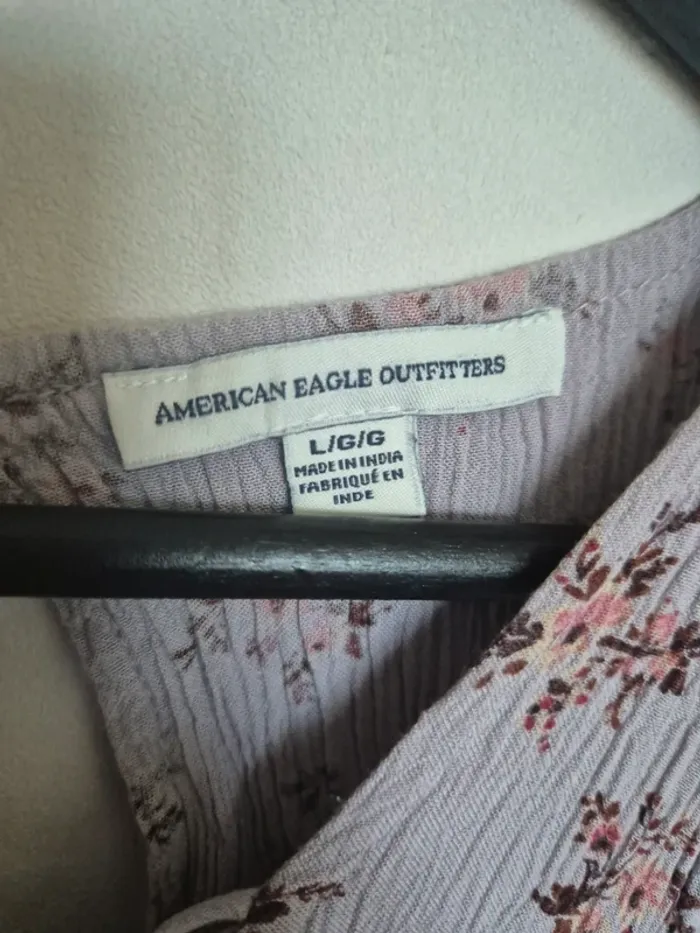 AMERICAN EAGLE OUTFITTERS
L/G/G
MADE IN INDIA
FABRIQUÉ EN
INDE